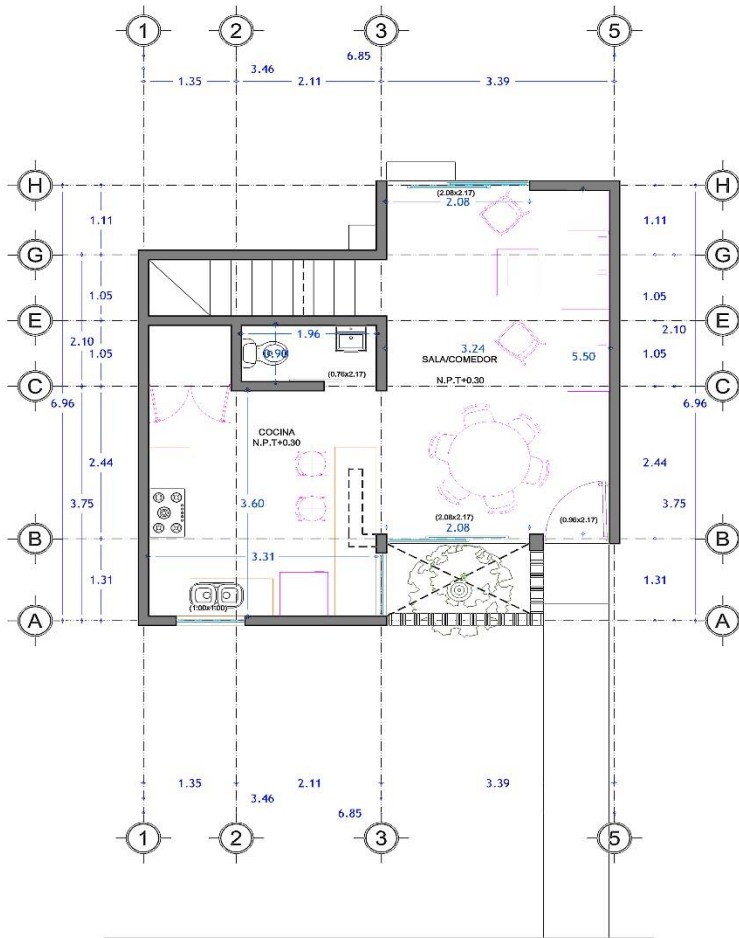 1 2 3 5
6.85
3.46
1.35 2.11 3.39
H H
(2.08x2.17)
2.08
1.11 1.11
G G
1.05 1.05
E E
1.96
2.10 2.10
0.90
3.24 5.50
1.05 1.05
SALA/COMEDOR
(0.76x2.17)
N.P.T+0.30
C C
6.96 6.96
COCINA
N.P.T+0.30
2.44 2.44
3.60
3.75 3.75
(2.08x2.17) (0.96x2.17)
2.08
B B
3.31
1.31 1.31
(1.00x1.00)
A A
1.35 2.11 3.39
3.46
6.85
1 2 3 5